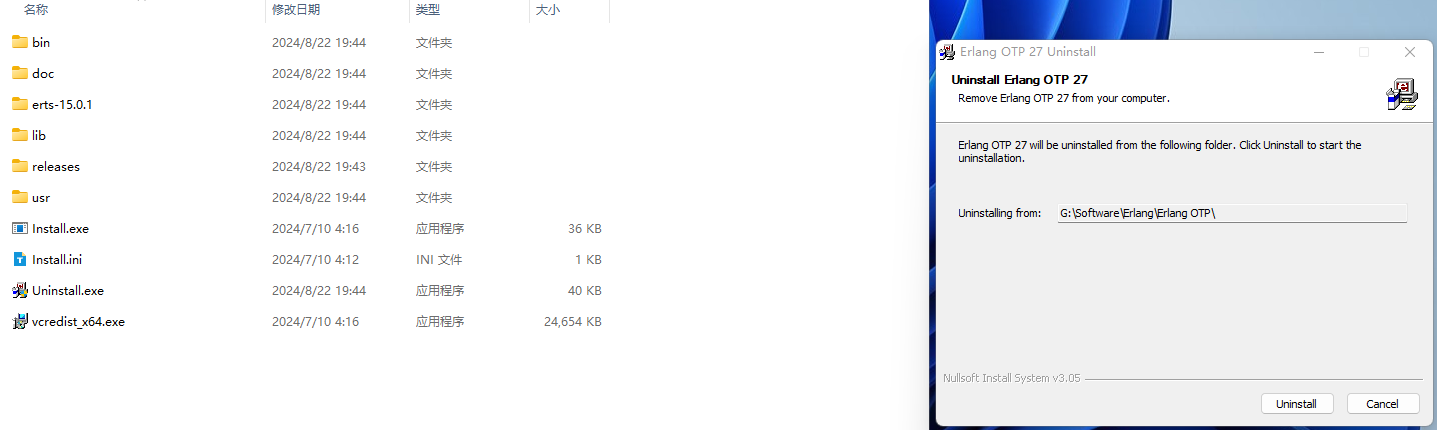 名称 修改日期 类型 大小
bin 2024/8/22 19:44 文件夹
doc 2024/8/22 19:44 文件夹
erts-15.0.1 2024/8/22 19:44 文件夹
lib 2024/8/22 19:44 文件夹
releases 2024/8/22 19:43 文件夹
usr 2024/8/22 19:44 文件夹
Install.exe 2024/7/10 4:16 应用程序 36 KB
Install.ini 2024/7/10 4:12 INI 文件 1 KB
Uninstall.exe 2024/8/22 19:44 应用程序 40 KB
vcredist_x64.exe 2024/7/10 4:16 应用程序 24,654 KB
Erlang OTP 27 Uninstall
Uninstall Erlang OTP 27
Remove Erlang OTP 27 from your computer.
Erlang OTP 27 will be uninstalled from the following folder. Click Uninstall to start the
uninstallation.
Uninstalling from: G:\Software\Erlang\Erlang OTP\
Nullsoft Install System v3.05
Uninstall Cancel